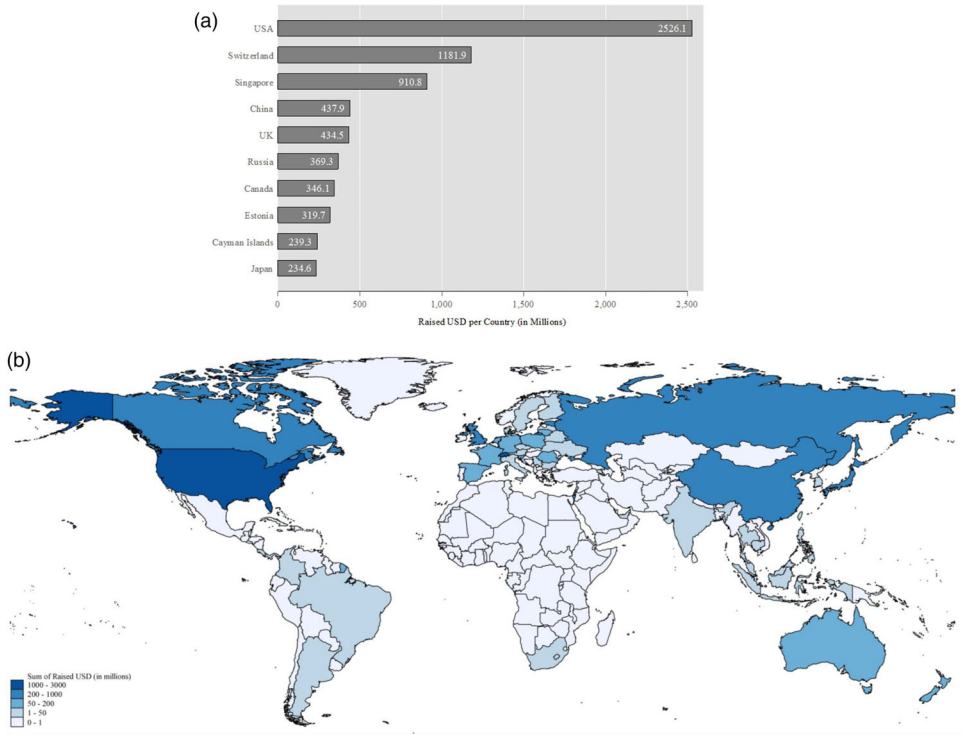 (a)
USA 2526.1
Switzerland 1181.9
Singapore 910.8
China 437.9
UK 434.5
Russia 369.3
Canada 346.1
Estonia 319.7
Cayman Islands 239.3
Japan 234.6
0 500 1,000 1,500 2,000 2,500
Raised USD per Country (in Millions)
(b)
Sum of Raised USD (in millions)
1000 - 3000
200 - 1000
50 - 200
1 - 50
0 - 1